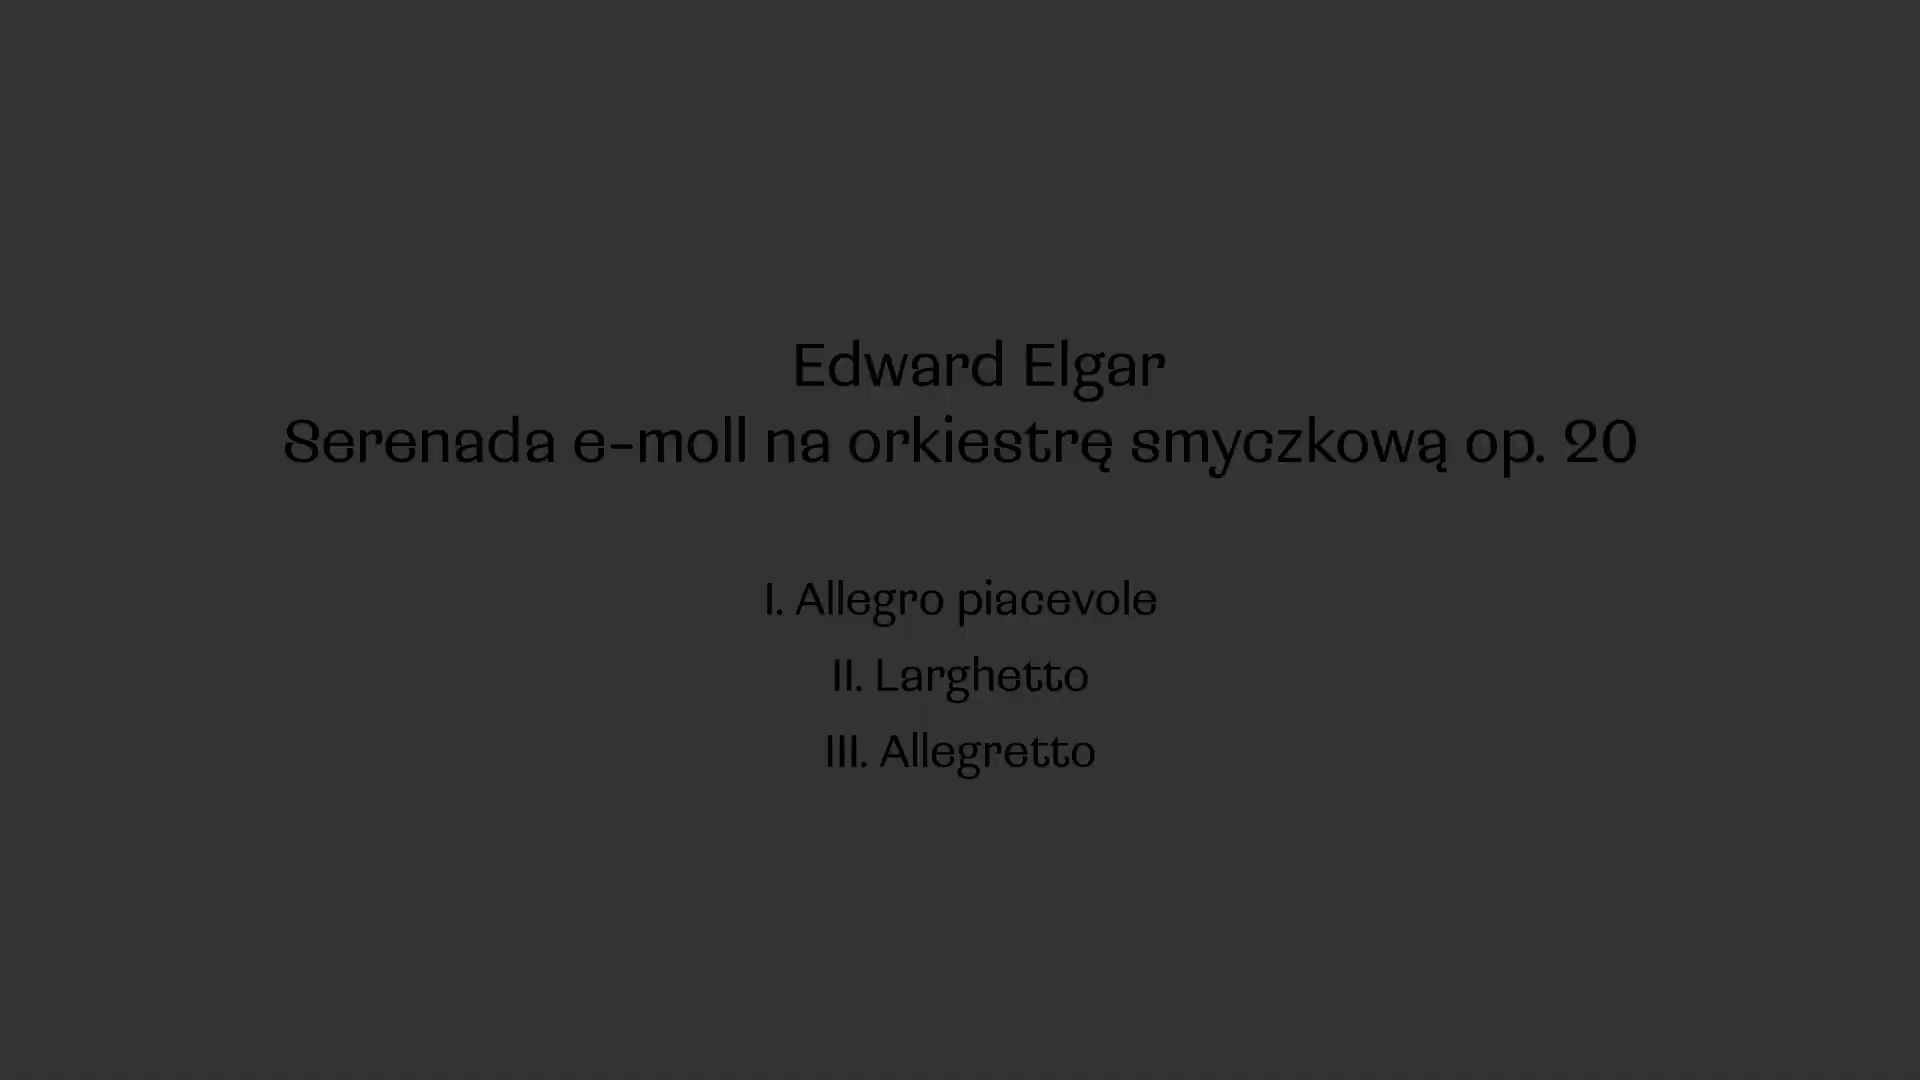 Edward Elgar
Serenada e-moll na orkiestrę smyczkową op. 20
I. Allegro piacevole
II. Larghetto
III. Allegretto